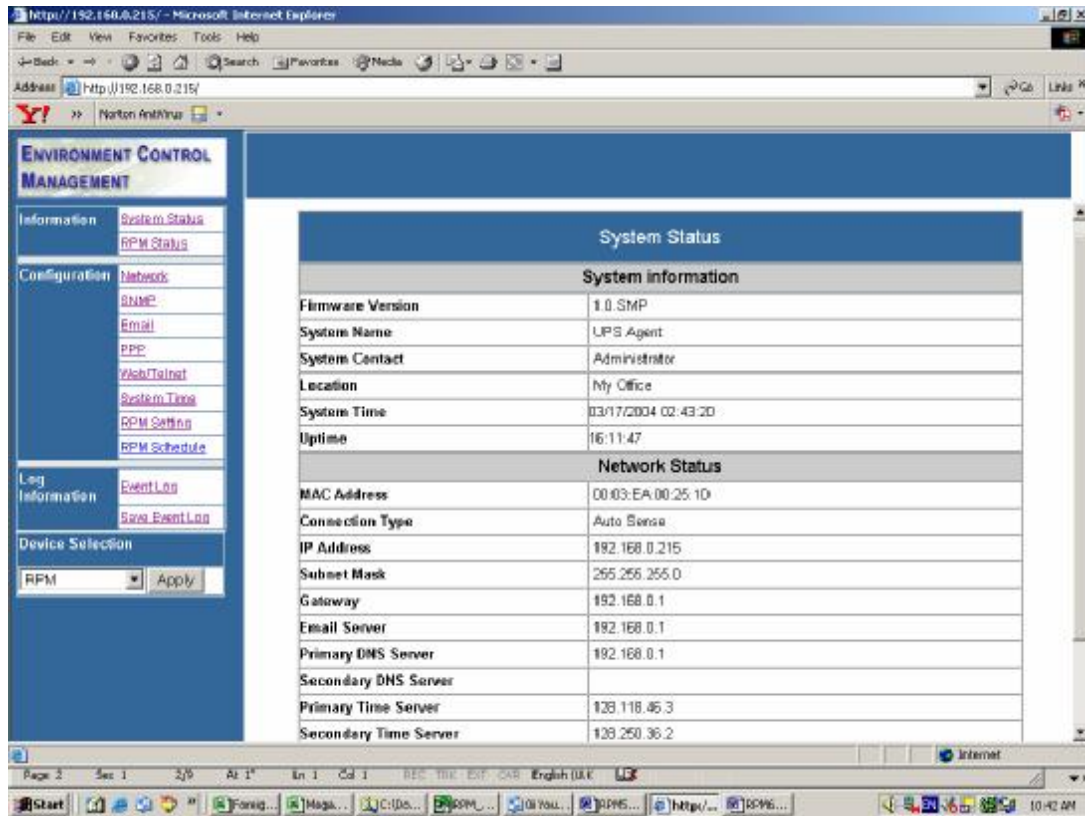 http://192.168.0.215/ - Microsoft Internet Explorer
File Edit View Favorites Tools Help
Back Search Favorites Media
Address http://192.168.0.215/ Go Links
Y! » Norton AntiVirus
ENVIRONMENT CONTROL
MANAGEMENT
Information
System Status
RPM Status
Configuration
Network
SNMP
Email
PPP
Web/Telnet
System Time
RPM Setting
RPM Schedule
Log
Information
Event Log
Save Event Log
Device Selection
RPM Apply
System Status
System information
Firmware Version 1.0.SMP
System Name UPS Agent
System Contact Administrator
Location My Office
System Time 03/17/2004 02:43:20
Uptime 16:11:47
Network Status
MAC Address 00:03:EA:00:25:1D
Connection Type Auto Sense
IP Address 192.168.0.215
Subnet Mask 255.255.255.0
Gateway 192.168.0.1
Email Server 192.168.0.1
Primary DNS Server 192.168.0.1
Secondary DNS Server
Primary Time Server 128.118.46.3
Secondary Time Server 128.250.36.2
Internet
Page 2 Sec 1 2/9 At 1" Ln 1 Col 1 REC TRK EXT OVR English (U.K
Start » Foreig... Maga... C:\Do... RPM_... RPM5... http:/... RPM6... EN 10:42 AM